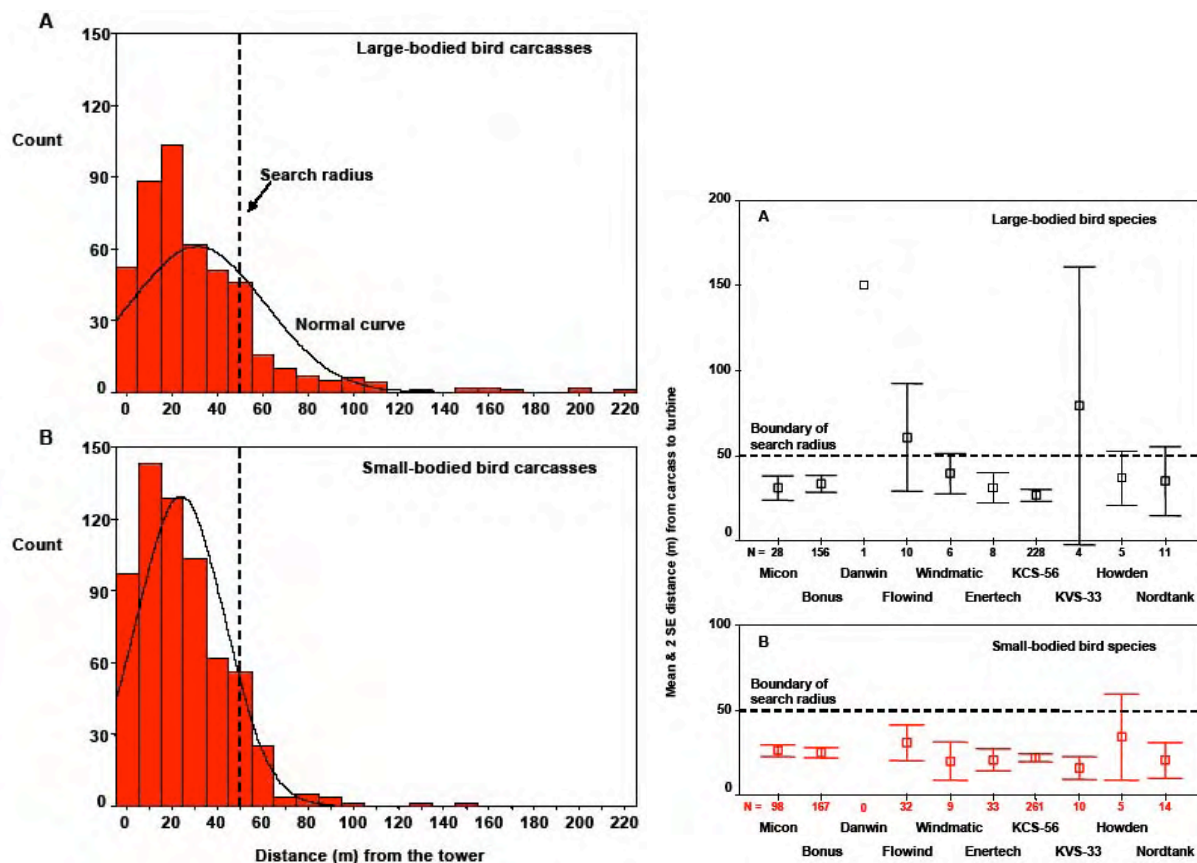 A
Large-bodied bird carcasses
150
120
Count
90
60
30
0
Search radius
Normal curve
0 20 40 60 80 100 120 140 160 180 200 220
B
Small-bodied bird carcasses
150
120
Count
90
60
30
0
0 20 40 60 80 100 120 140 160 180 200 220
Distance (m) from the tower
Mean & 2 SE distance (m) from carcass to turbine
A
Large-bodied bird species
200
150
100
50
0
Boundary of
search radius
N = 28 156 1 10 6 8 228 4 5 11
Micon Danwin Windmatic KCS-56 Howden
Bonus Flowind Enertech KVS-33 Nordtank
B
Small-bodied bird species
100
50
0
Boundary of
search radius
N = 98 167 0 32 9 33 261 10 5 14
Micon Danwin Windmatic KCS-56 Howden
Bonus Flowind Enertech KVS-33 Nordtank